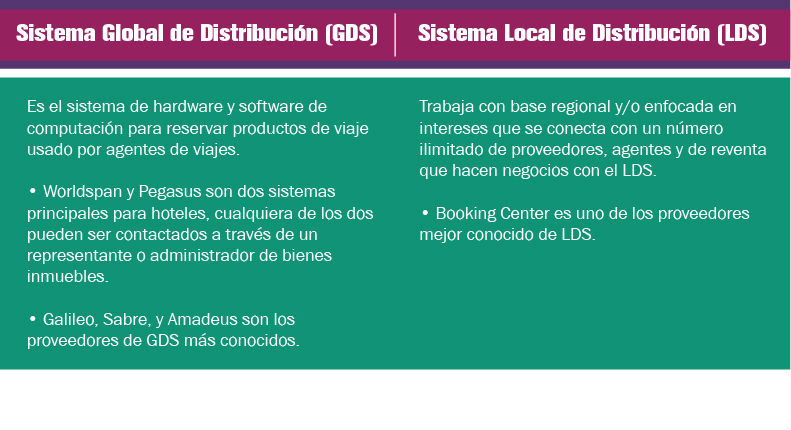 Sistema Global de Distribución (GDS)
Sistema Local de Distribución (LDS)
Es el sistema de hardware y software de
computación para reservar productos de viaje
usado por agentes de viajes.
• Worldspan y Pegasus son dos sistemas
principales para hoteles, cualquiera de los dos
pueden ser contactados a través de un
representante o administrador de bienes
inmuebles.
• Galileo, Sabre, y Amadeus son los
proveedores de GDS más conocidos.
Trabaja con base regional y/o enfocada en
intereses que se conecta con un número
ilimitado de proveedores, agentes y de reventa
que hacen negocios con el LDS.
• Booking Center es uno de los proveedores
mejor conocido de LDS.